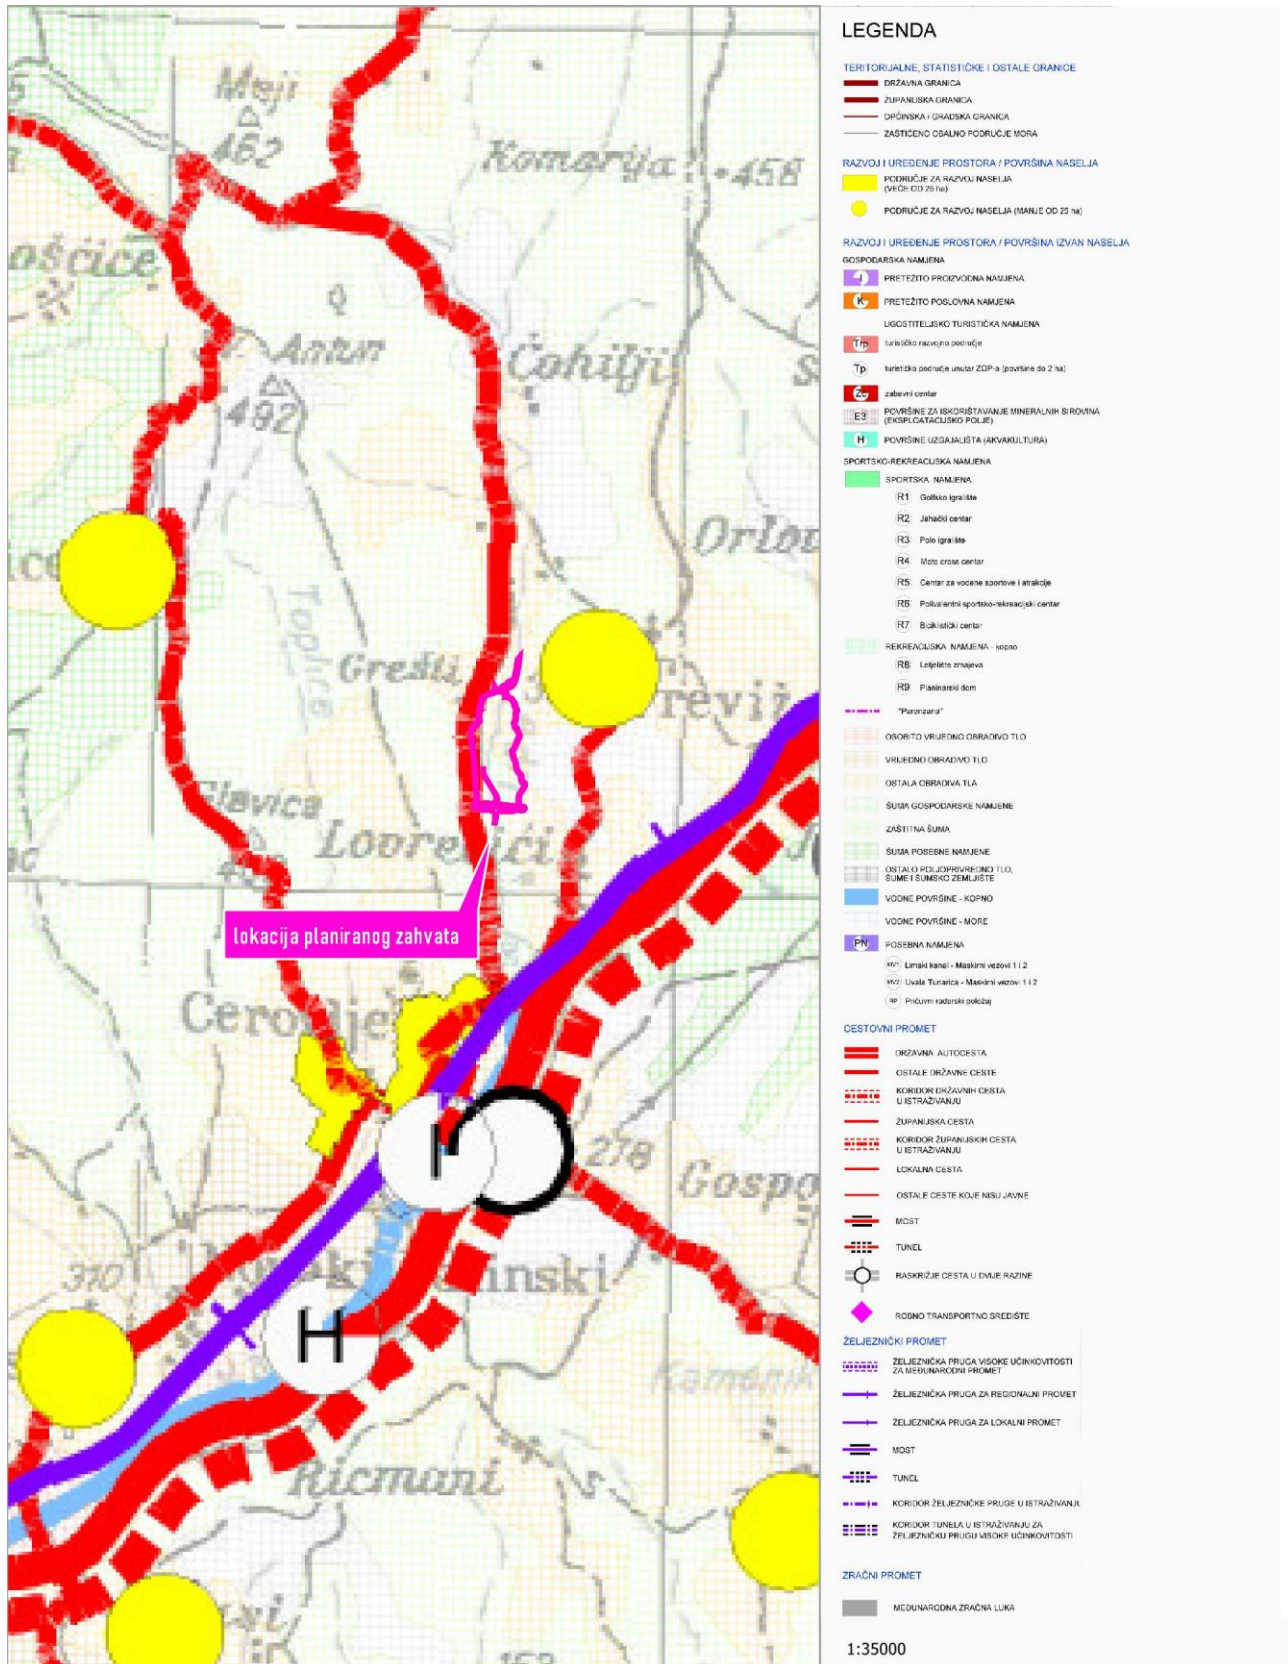 Maji
462
Komarija
+458
ošćice
Antun
492
Čohilji
Orlov
Toplice
Grešli
revi
Slavica
Lovrenići
lokacija planiranog zahvata
Cerovlje
I
278
Gospo
310
inski
H
Kamenik
Ricmani
162
LEGENDA
TERITORIJALNE, STATISTIČKE I OSTALE GRANICE
DRŽAVNA GRANICA
ŽUPANIJSKA GRANICA
OPĆINSKA / GRADSKA GRANICA
ZAŠTIĆENO OBALNO PODRUČJE MORA
RAZVOJ I UREĐENJE PROSTORA / POVRŠINA NASELJA
PODRUČJE ZA RAZVOJ NASELJA
(VEĆE OD 25 ha)
PODRUČJE ZA RAZVOJ NASELJA (MANJE OD 25 ha)
RAZVOJ I UREĐENJE PROSTORA / POVRŠINA IZVAN NASELJA
GOSPODARSKA NAMJENA
I PRETEŽITO PROIZVODNA NAMJENA
K PRETEŽITO POSLOVNA NAMJENA
UGOSTITELJSKO TURISTIČKA NAMJENA
Trp turističko razvojno područje
Tp turističko područje unutar ZOP-a (površine do 2 ha)
Zc zabavni centar
E3 POVRŠINE ZA ISKORIŠTAVANJE MINERALNIH SIROVINA
(EKSPLOATACIJSKO POLJE)
H POVRŠINE UZGAJALIŠTA (AKVAKULTURA)
SPORTSKO-REKREACIJSKA NAMJENA
SPORTSKA NAMJENA
R1 Golfsko igralište
R2 Jahački centar
R3 Polo igralište
R4 Moto cross centar
R5 Centar za vodene sportove i atrakcije
R6 Polivalentni sportsko-rekreacijski centar
R7 Biciklistički centar
REKREACIJSKA NAMJENA - kopno
R8 Letjelište zmajeva
R9 Planinarski dom
"Parenzana"
OSOBITO VRIJEDNO OBRADIVO TLO
VRIJEDNO OBRADIVO TLO
OSTALA OBRADIVA TLA
ŠUMA GOSPODARSKE NAMJENE
ZAŠTITNA ŠUMA
ŠUMA POSEBNE NAMJENE
OSTALO POLJOPRIVREDNO TLO,
ŠUME I ŠUMSKO ZEMLJIŠTE
VODNE POVRŠINE - KOPNO
VODNE POVRŠINE - MORE
PN POSEBNA NAMJENA
MV1 Limski kanal - Maskirni vezovi 1 i 2
MV2 Uvala Tunarica - Maskirni vezovi 1 i 2
RP Pričuvni radarski položaj
CESTOVNI PROMET
DRŽAVNA AUTOCESTA
OSTALE DRŽAVNE CESTE
KORIDOR DRŽAVNIH CESTA
U ISTRAŽIVANJU
ŽUPANIJSKA CESTA
KORIDOR ŽUPANIJSKIH CESTA
U ISTRAŽIVANJU
LOKALNA CESTA
OSTALE CESTE KOJE NISU JAVNE
MOST
TUNEL
RASKRIŽJE CESTA U DVIJE RAZINE
ROBNO TRANSPORTNO SREDIŠTE
ŽELJEZNIČKI PROMET
ŽELJEZNIČKA PRUGA VISOKE UČINKOVITOSTI
ZA MEĐUNARODNI PROMET
ŽELJEZNIČKA PRUGA ZA REGIONALNI PROMET
ŽELJEZNIČKA PRUGA ZA LOKALNI PROMET
MOST
TUNEL
KORIDOR ŽELJEZNIČKE PRUGE U ISTRAŽIVANJU
KORIDOR TUNELA U ISTRAŽIVANJU ZA
ŽELJEZNIČKU PRUGU VISOKE UČINKOVITOSTI
ZRAČNI PROMET
MEĐUNARODNA ZRAČNA LUKA
1:35000